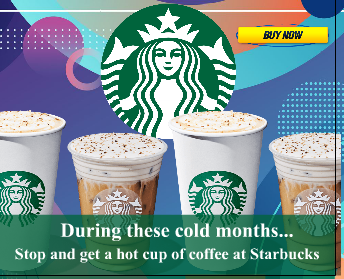 BUY NOW
During these cold months...
Stop and get a hot cup of coffee at Starbucks